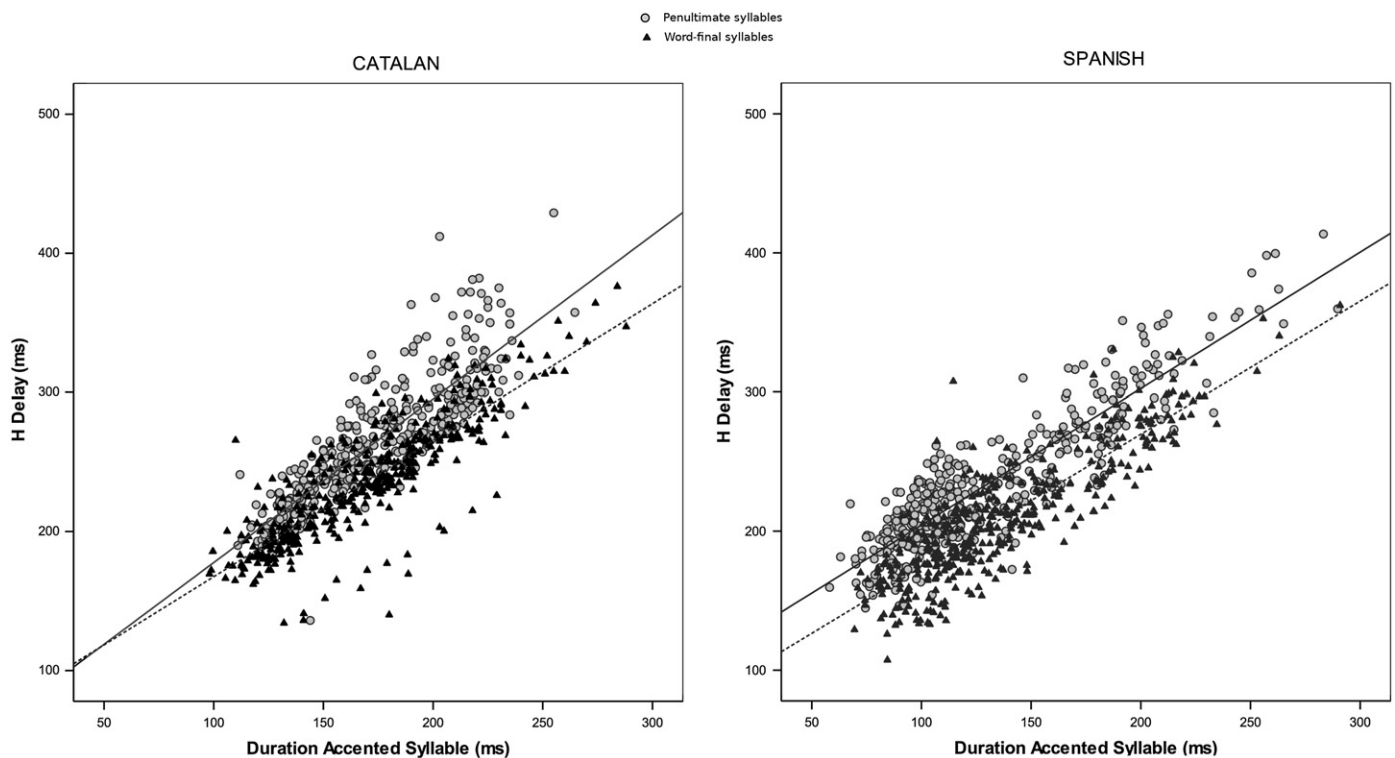 Penultimate syllables
Word-final syllables
CATALAN
500
400
300
200
100
H Delay (ms)
50
100
150
200
250
300
Duration Accented Syllable (ms)
SPANISH
500
400
300
200
100
H Delay (ms)
50
100
150
200
250
300
Duration Accented Syllable (ms)